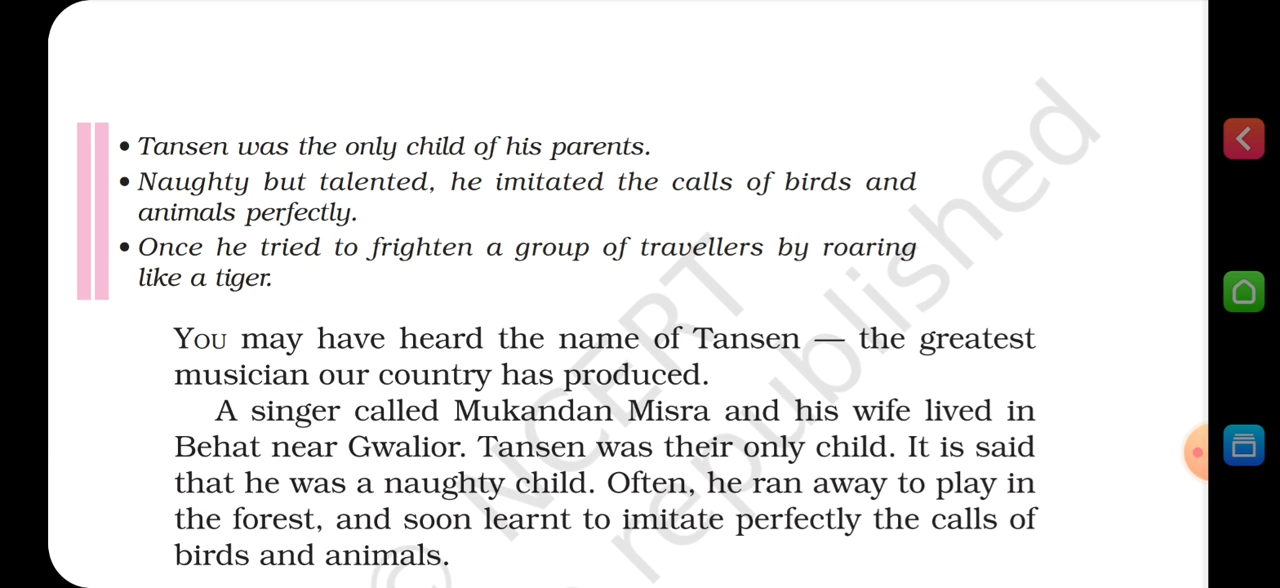 • Tansen was the only child of his parents.
• Naughty but talented, he imitated the calls of birds and
animals perfectly.
• Once he tried to frighten a group of travellers by roaring
like a tiger.
YOU may have heard the name of Tansen — the greatest
musician our country has produced.
A singer called Mukandan Misra and his wife lived in
Behat near Gwalior. Tansen was their only child. It is said
that he was a naughty child. Often, he ran away to play in
the forest, and soon learnt to imitate perfectly the calls of
birds and animals.
© NCERT
republished